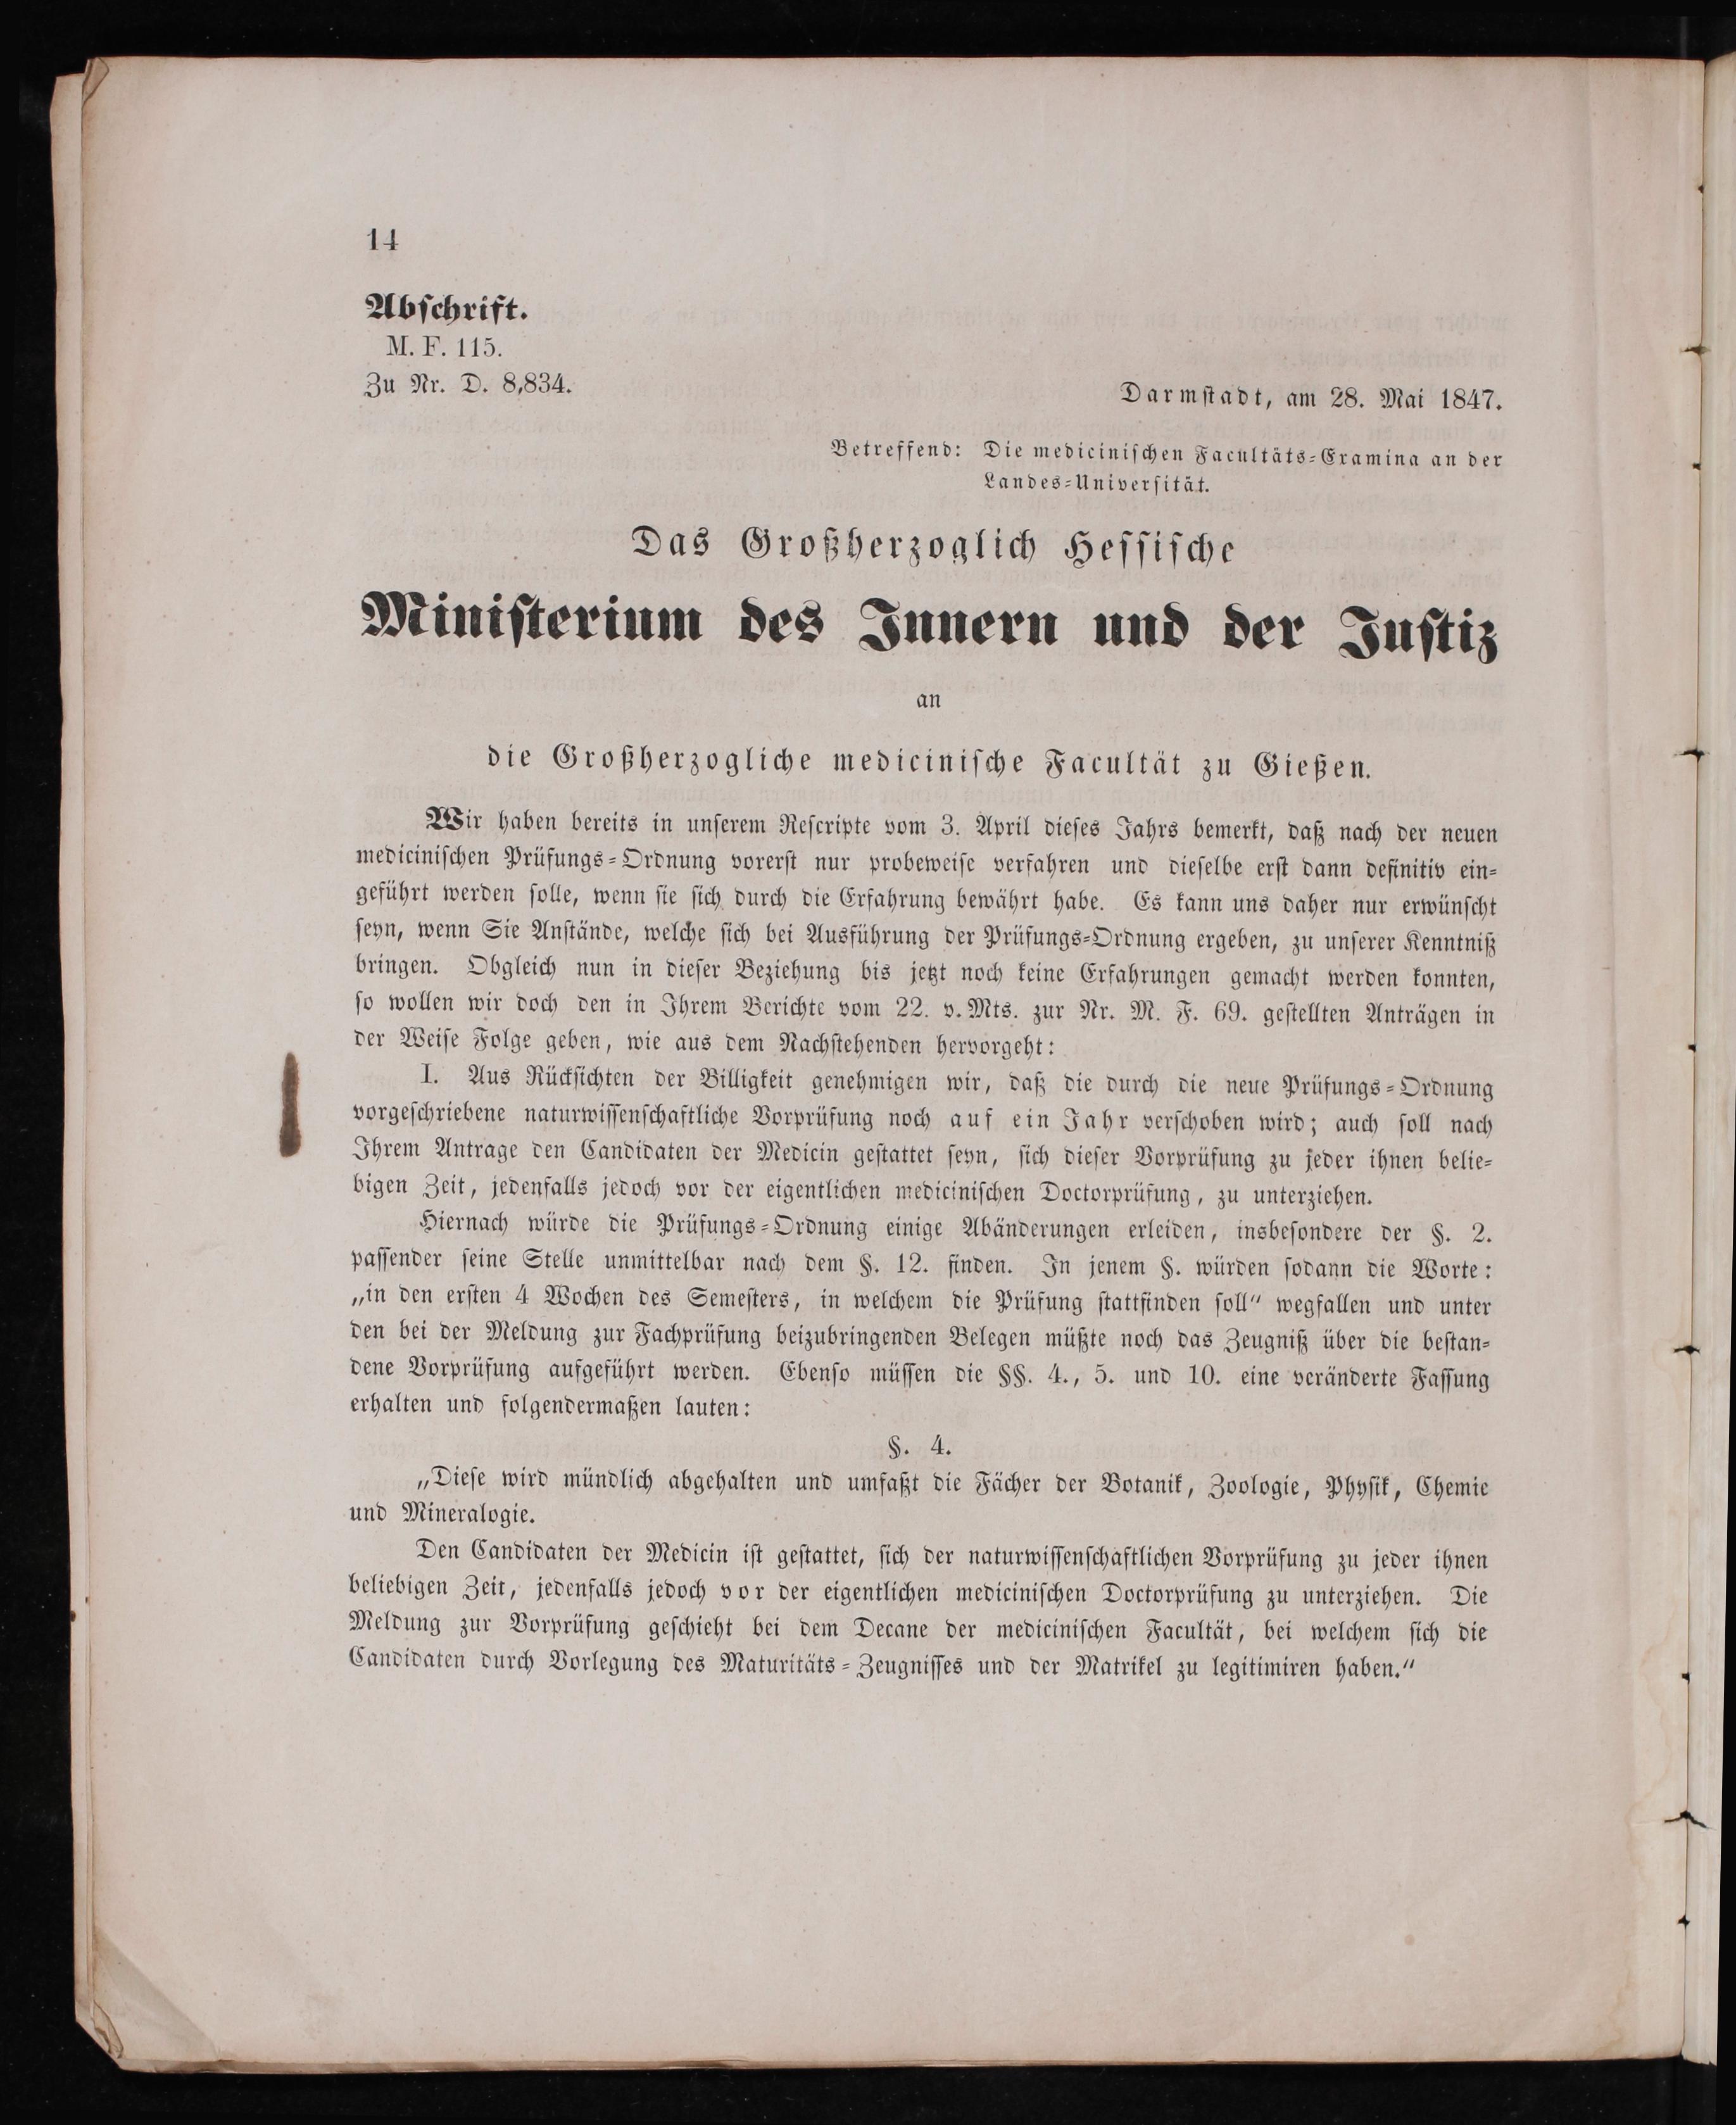 14
Abschrift.
M. F. 115.
Zu Nr. D. 8,834.
Darmstadt, am 28. Mai 1847.
Betreffend: Die medicinischen Facultäts-Examina an der
Landes-Universität.
Das Großherzoglich Hessische
Ministerium des Innern und der Justiz
an
die Großherzogliche medicinische Facultät zu Gießen.
Wir haben bereits in unserem Rescripte vom 3. April dieses Jahrs bemerkt, daß nach der neuen
medicinischen Prüfungs-Ordnung vorerst nur probeweise verfahren und dieselbe erst dann definitiv ein-
geführt werden solle, wenn sie sich durch die Erfahrung bewährt habe. Es kann uns daher nur erwünscht
seyn, wenn Sie Anstände, welche sich bei Ausführung der Prüfungs-Ordnung ergeben, zu unserer Kenntniß
bringen. Obgleich nun in dieser Beziehung bis jetzt noch keine Erfahrungen gemacht werden konnten,
so wollen wir doch den in Ihrem Berichte vom 22. v. Mts. zur Nr. M. F. 69. gestellten Anträgen in
der Weise Folge geben, wie aus dem Nachstehenden hervorgeht:
I. Aus Rücksichten der Billigkeit genehmigen wir, daß die durch die neue Prüfungs-Ordnung
vorgeschriebene naturwissenschaftliche Vorprüfung noch auf ein Jahr verschoben wird; auch soll nach
Ihrem Antrage den Candidaten der Medicin gestattet seyn, sich dieser Vorprüfung zu jeder ihnen belie-
bigen Zeit, jedenfalls jedoch vor der eigentlichen medicinischen Doctorprüfung, zu unterziehen.
Hiernach würde die Prüfungs-Ordnung einige Abänderungen erleiden, insbesondere der §. 2.
passender seine Stelle unmittelbar nach dem §. 12. finden. In jenem §. würden sodann die Worte:
„in den ersten 4 Wochen des Semesters, in welchem die Prüfung stattfinden soll“ wegfallen und unter
den bei der Meldung zur Fachprüfung beizubringenden Belegen müßte noch das Zeugniß über die bestan-
dene Vorprüfung aufgeführt werden. Ebenso müssen die §§. 4., 5. und 10. eine veränderte Fassung
erhalten und folgendermaßen lauten:
§. 4.
„Diese wird mündlich abgehalten und umfaßt die Fächer der Botanik, Zoologie, Physik, Chemie
und Mineralogie.
Den Candidaten der Medicin ist gestattet, sich der naturwissenschaftlichen Vorprüfung zu jeder ihnen
beliebigen Zeit, jedenfalls jedoch vor der eigentlichen medicinischen Doctorprüfung zu unterziehen. Die
Meldung zur Vorprüfung geschieht bei dem Decane der medicinischen Facultät, bei welchem sich die
Candidaten durch Vorlegung des Maturitäts-Zeugnisses und der Matrikel zu legitimiren haben.“